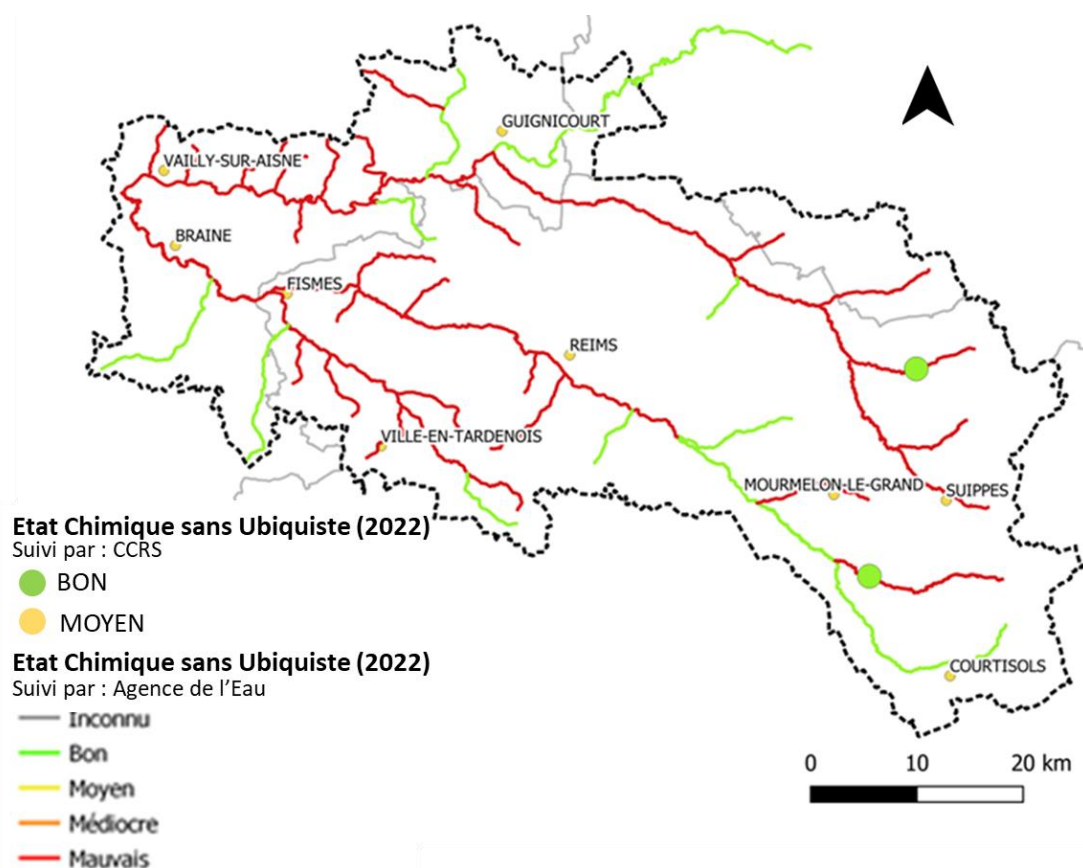 GUIGNICOURT
VAILLY-SUR-AISNE
BRAINE
FISMES
REIMS
VILLE-EN-TARDENOIS
MOURMELON-LE-GRAND
SUIPPES
COURTISOLS
Etat Chimique sans Ubiquiste (2022)
Suivi par : CCRS
BON
MOYEN
Etat Chimique sans Ubiquiste (2022)
Suivi par : Agence de l’Eau
Inconnu
Bon
Moyen
Médiocre
Mauvais
0 10 20 km